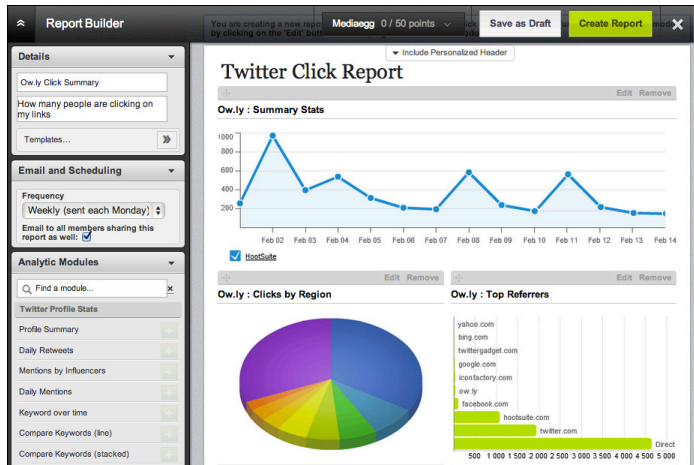 Report Builder
You are creating a new repo
by clicking on the 'Edit' butt
Mediaegg 0 / 50 points
Save as Draft
Create Report
Include Personalized Header
Details
Ow.ly Click Summary
How many people are clicking on
my links
Templates...
Email and Scheduling
Frequency
Weekly (sent each Monday)
Email to all members sharing this
report as well:
Analytic Modules
Find a module...
Twitter Profile Stats
Profile Summary
Daily Retweets
Mentions by Influencers
Daily Mentions
Keyword over time
Compare Keywords (line)
Compare Keywords (stacked)
Twitter Click Report
Edit Remove
Ow.ly : Summary Stats
1000
800
600
400
200
Feb 02 Feb 03 Feb 04 Feb 05 Feb 06 Feb 07 Feb 08 Feb 09 Feb 10 Feb 11 Feb 12 Feb 13 Feb 14
HootSuite
Edit Remove
Ow.ly : Clicks by Region
Edit Remove
Ow.ly : Top Referrers
yahoo.com
bing.com
twittergadget.com
google.com
iconfactory.com
ow.ly
facebook.com
hootsuite.com
twitter.com
Direct
500 1 000 1 500 2 000 2 500 3 000 3 500 4 000 4 500 5 000